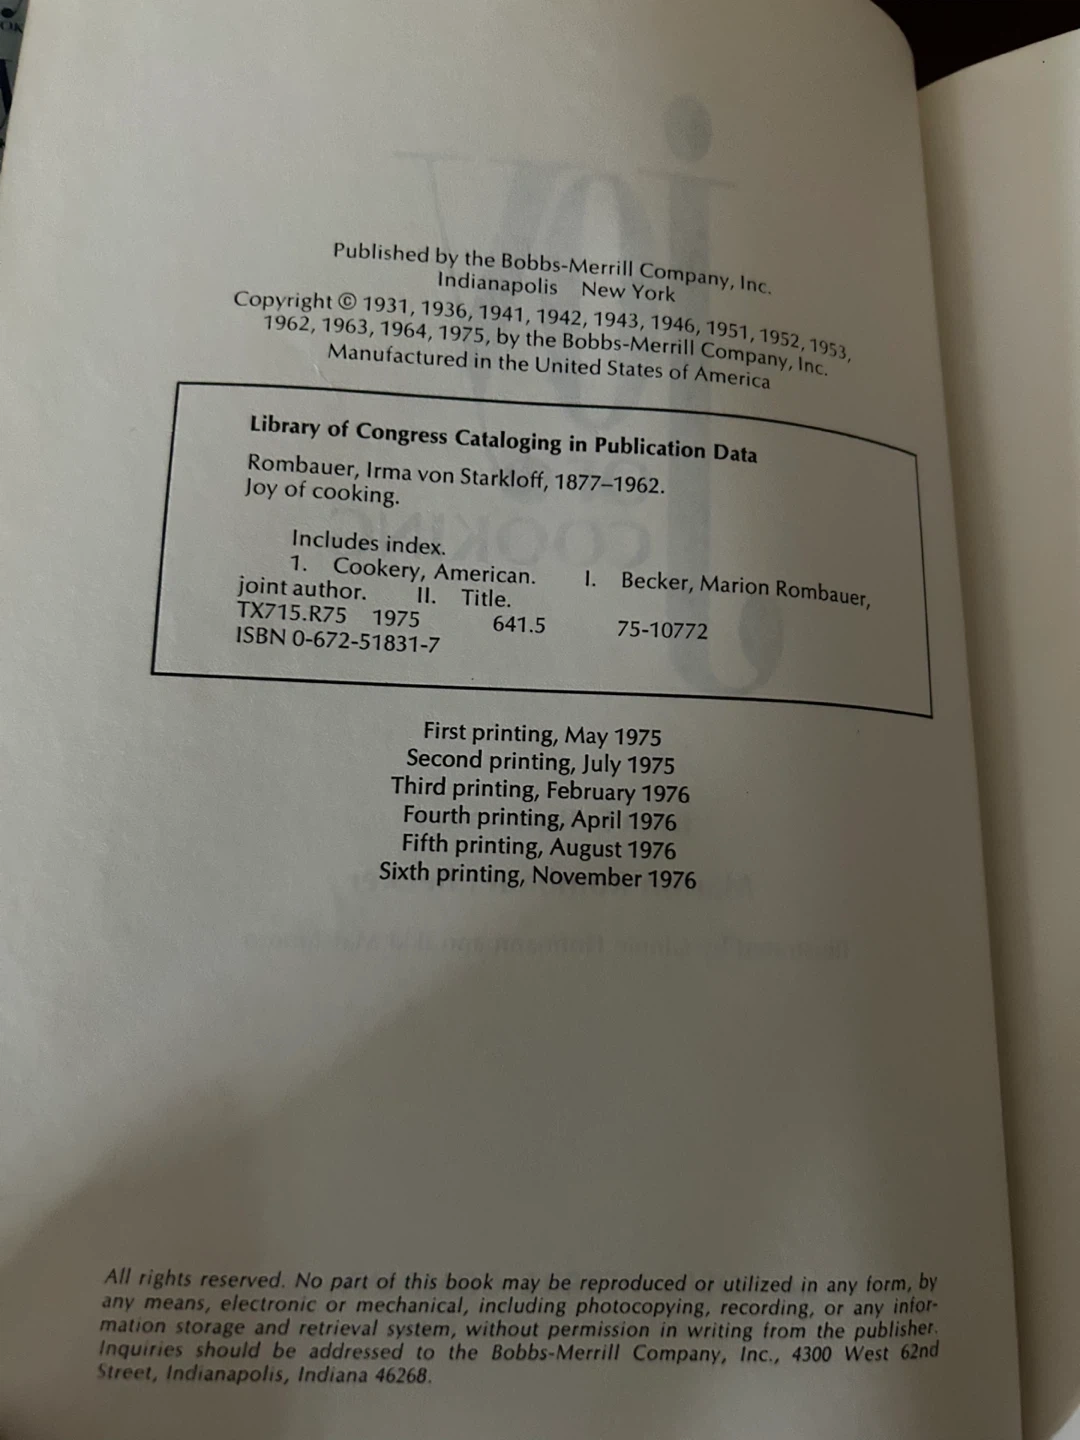 Published by the Bobbs-Merrill Company, Inc.
Indianapolis New York
Copyright © 1931, 1936, 1941, 1942, 1943, 1946, 1951, 1952, 1953,
1962, 1963, 1964, 1975, by the Bobbs-Merrill Company, Inc.
Manufactured in the United States of America
Library of Congress Cataloging in Publication Data
Rombauer, Irma von Starkloff, 1877–1962.
Joy of cooking.
Includes index.
1. Cookery, American. I. Becker, Marion Rombauer,
joint author. II. Title.
TX715.R75 1975 641.5 75-10772
ISBN 0-672-51831-7
First printing, May 1975
Second printing, July 1975
Third printing, February 1976
Fourth printing, April 1976
Fifth printing, August 1976
Sixth printing, November 1976
All rights reserved. No part of this book may be reproduced or utilized in any form, by
any means, electronic or mechanical, including photocopying, recording, or any infor-
mation storage and retrieval system, without permission in writing from the publisher.
Inquiries should be addressed to the Bobbs-Merrill Company, Inc., 4300 West 62nd
Street, Indianapolis, Indiana 46268.